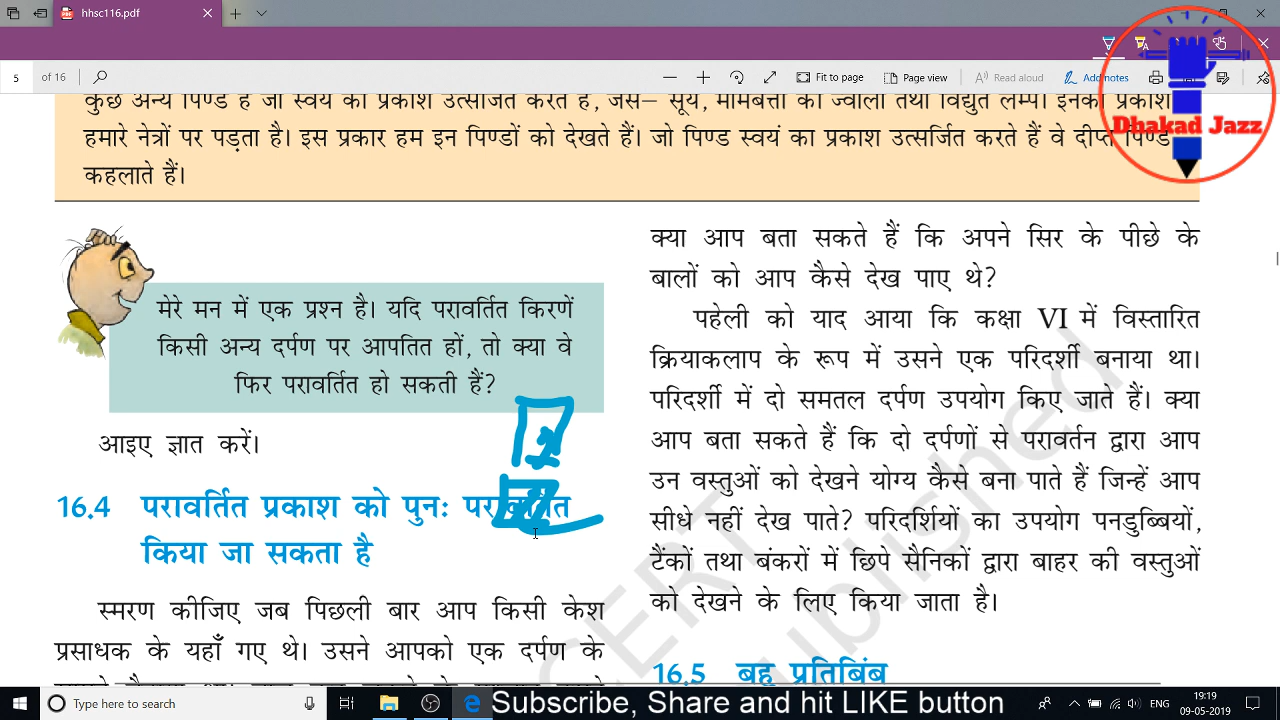 hhsc116.pdf
5 of 16
Fit to page
Page view
Read aloud
Add notes
कुछ अन्य पिण्ड हैं जो स्वयं का प्रकाश उत्सर्जित करते हैं, जैसे– सूर्य, मोमबत्ती की ज्वाला तथा विद्युत लैम्प। इनका प्रकाश
हमारे नेत्रों पर पड़ता है। इस प्रकार हम इन पिण्डों को देखते हैं। जो पिण्ड स्वयं का प्रकाश उत्सर्जित करते हैं वे दीप्त पिण्ड
कहलाते हैं।
Dhakad Jazz
मेरे मन में एक प्रश्न है। यदि परावर्तित किरणें
किसी अन्य दर्पण पर आपतित हों, तो क्या वे
फिर परावर्तित हो सकती हैं?
आइए ज्ञात करें।
16.4 परावर्तित प्रकाश को पुनः परावर्तित
किया जा सकता है
स्मरण कीजिए जब पिछली बार आप किसी केश
प्रसाधक के यहाँ गए थे। उसने आपको एक दर्पण के
क्या आप बता सकते हैं कि अपने सिर के पीछे के
बालों को आप कैसे देख पाए थे?
पहेली को याद आया कि कक्षा VI में विस्तारित
क्रियाकलाप के रूप में उसने एक परिदर्शी बनाया था।
परिदर्शी में दो समतल दर्पण उपयोग किए जाते हैं। क्या
आप बता सकते हैं कि दो दर्पणों से परावर्तन द्वारा आप
उन वस्तुओं को देखने योग्य कैसे बना पाते हैं जिन्हें आप
सीधे नहीं देख पाते? परिदर्शियों का उपयोग पनडुब्बियों,
टैंकों तथा बंकरों में छिपे सैनिकों द्वारा बाहर की वस्तुओं
को देखने के लिए किया जाता है।
16.5 बहु प्रतिबिंब
Type here to search
Subscribe, Share and hit LIKE button
19:19
09-05-2019